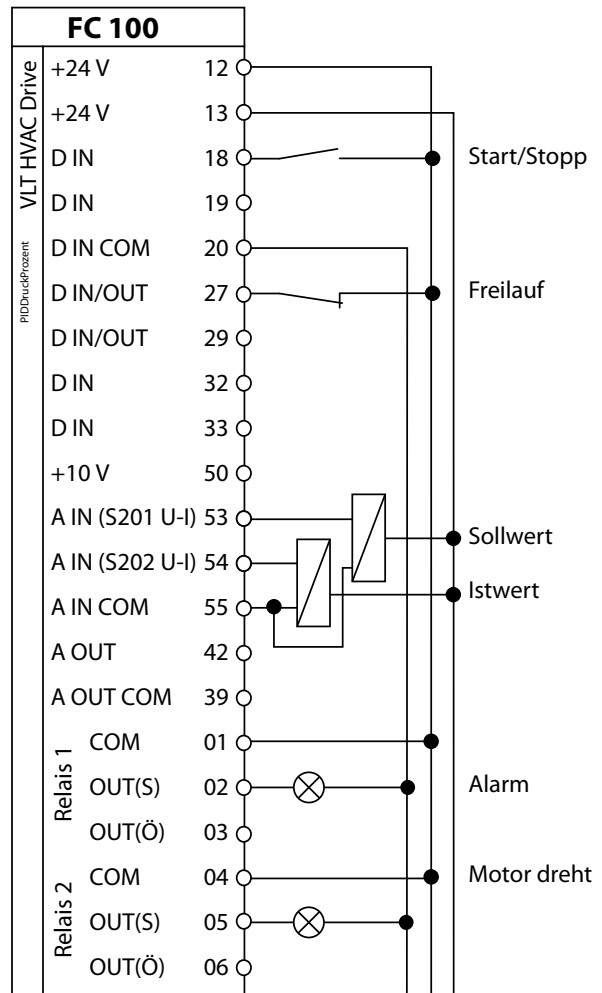 FC 100
VLT HVAC Drive
PIDDruckProzent
+24 V 12
+24 V 13
D IN 18 Start/Stopp
D IN 19
D IN COM 20
D IN/OUT 27 Freilauf
D IN/OUT 29
D IN 32
D IN 33
+10 V 50
A IN (S201 U-I) 53 Sollwert
A IN (S202 U-I) 54 Istwert
A IN COM 55
A OUT 42
A OUT COM 39
Relais 1
COM 01
OUT(S) 02 Alarm
OUT(Ö) 03
Relais 2
COM 04 Motor dreht
OUT(S) 05
OUT(Ö) 06